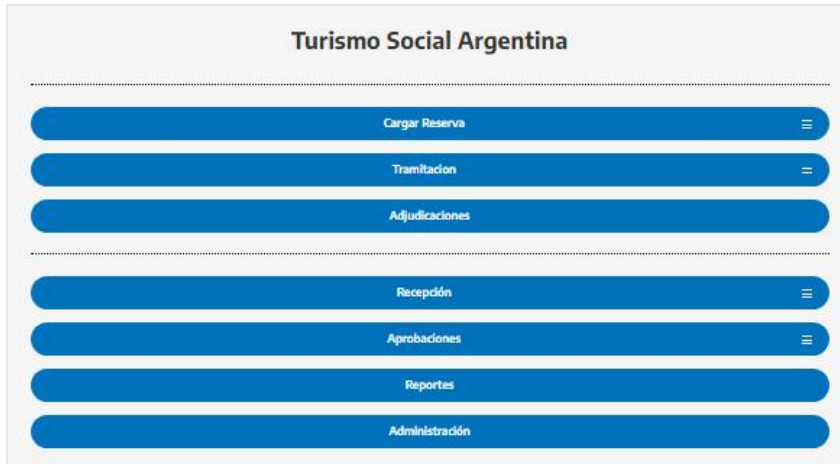 Turismo Social Argentina
Cargar Reserva
Tramitacion
Adjudicaciones
Recepción
Aprobaciones
Reportes
Administración